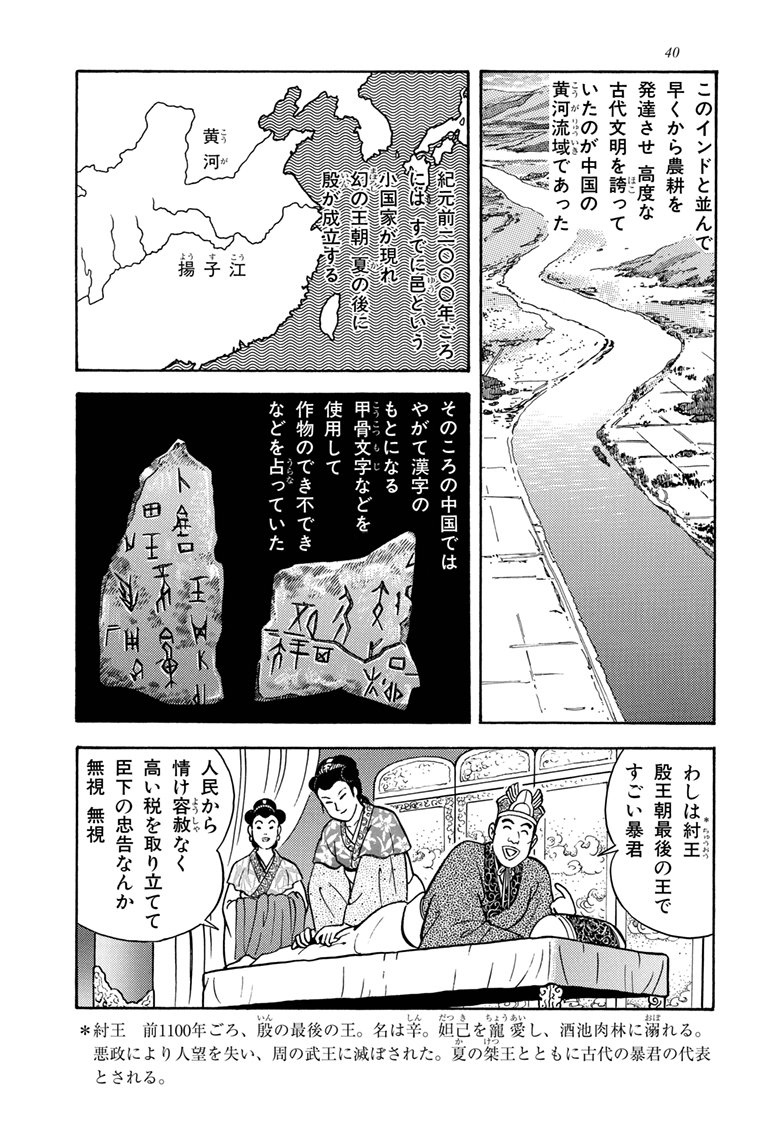 40
このインドと並んで
早くから農耕を
発達させ 高度な
古代文明を誇って
いたのが中国の
黄河流域であった
紀元前二〇〇〇年ごろ
には すでに邑という
小国家が現れ
幻の王朝 夏の後に
殷が成立する
黄河
揚子江
そのころの中国では
やがて漢字の
もとになる
甲骨文字などを
使用して
作物のでき不でき
などを占っていた
わしは紂王*
殷王朝最後の王で
すごい暴君
人民から
情け容赦なく
高い税を取り立てて
臣下の忠告なんか
無視 無視
*紂王 前1100年ごろ、殷の最後の王。名は辛。妲己を寵愛し、酒池肉林に溺れる。
悪政により人望を失い、周の武王に滅ぼされた。夏の桀王とともに古代の暴君の代表
とされる。